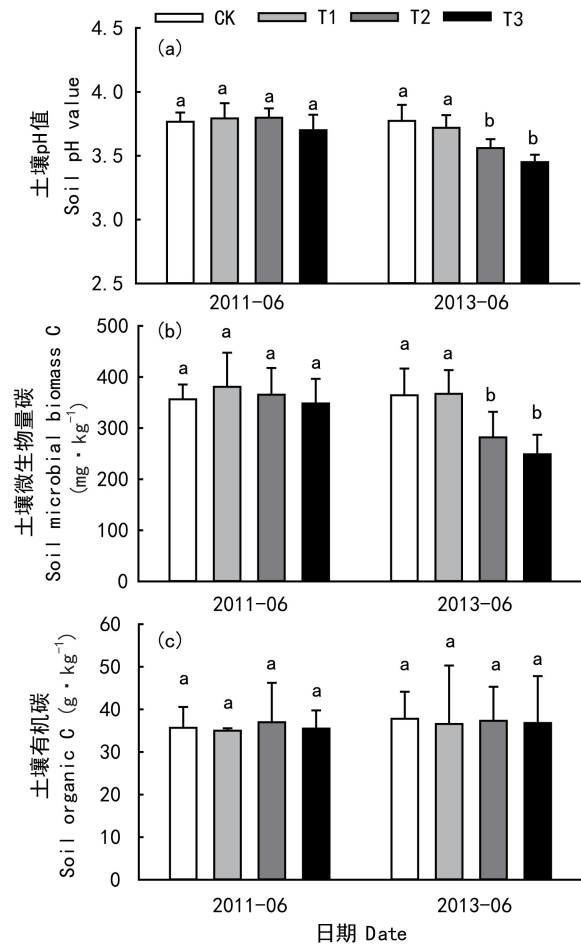 CK T1 T2 T3
(a)
土壤pH值
Soil pH value
4.5
4.0
3.5
3.0
2.5
a a a a a a b b
2011-06 2013-06
(b)
土壤微生物量碳
Soil microbial biomass C
(mg·kg⁻¹)
500
400
300
200
100
0
a a a a a a b b
2011-06 2013-06
(c)
土壤有机碳
Soil organic C (g·kg⁻¹)
60
50
40
30
20
10
0
a a a a a a a a
2011-06 2013-06
日期 Date